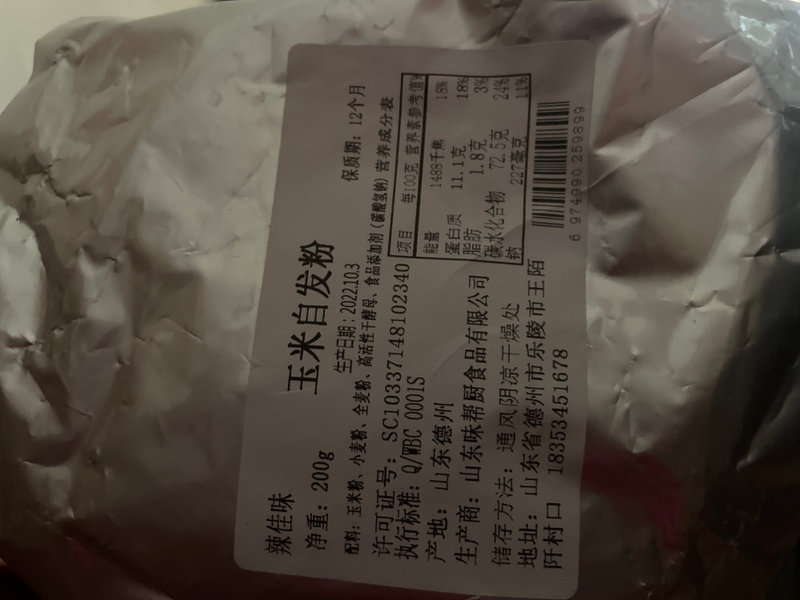 辣佳味
玉米自发粉
净重：200g
生产日期：2022.10.3
保质期：12个月
配料：玉米粉、小麦粉、全麦粉、高活性干酵母、食品添加剂（碳酸氢钠）
许可证号：SC10337148102340
执行标准：Q/WBC 0001S
产地：山东德州
生产商：山东味帮厨食品有限公司
储存方法：通风阴凉干燥处
地址：山东省德州市乐陵市王陌
阡村口 18353451678
营养成分表
项目 每100克 营养素参考值%
能量 1488千焦 18%
蛋白质 11.1克 18%
脂肪 1.8克 3%
碳水化合物 72.5克 24%
钠 227毫克 11%
6 974990 259899